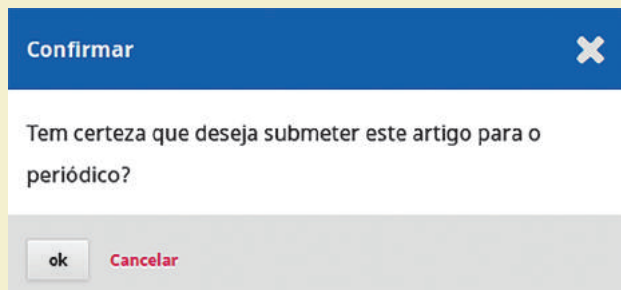 Confirmar
Tem certeza que deseja submeter este artigo para o
periódico?
ok Cancelar